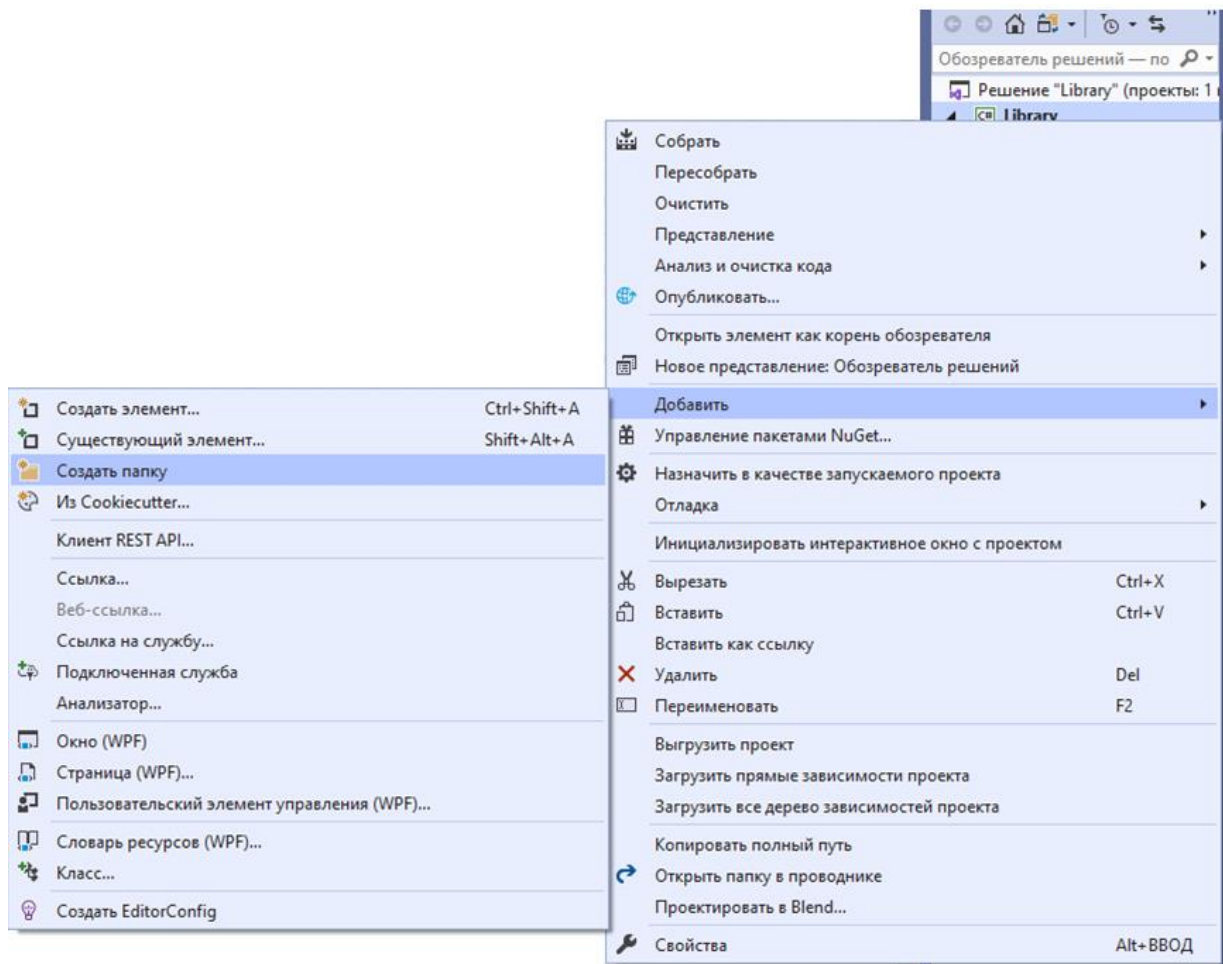 Обозреватель решений — по
Решение "Library" (проекты: 1
Library
Собрать
Пересобрать
Очистить
Представление
Анализ и очистка кода
Опубликовать...
Открыть элемент как корень обозревателя
Новое представление: Обозреватель решений
Добавить
Управление пакетами NuGet...
Назначить в качестве запускаемого проекта
Отладка
Инициализировать интерактивное окно с проектом
Вырезать Ctrl+X
Вставить Ctrl+V
Вставить как ссылку
Удалить Del
Переименовать F2
Выгрузить проект
Загрузить прямые зависимости проекта
Загрузить все дерево зависимостей проекта
Копировать полный путь
Открыть папку в проводнике
Проектировать в Blend...
Свойства Alt+ВВОД
Создать элемент... Ctrl+Shift+A
Существующий элемент... Shift+Alt+A
Создать папку
Из Cookiecutter...
Клиент REST API...
Ссылка...
Веб-ссылка...
Ссылка на службу...
Подключенная служба
Анализатор...
Окно (WPF)
Страница (WPF)...
Пользовательский элемент управления (WPF)...
Словарь ресурсов (WPF)...
Класс...
Создать EditorConfig